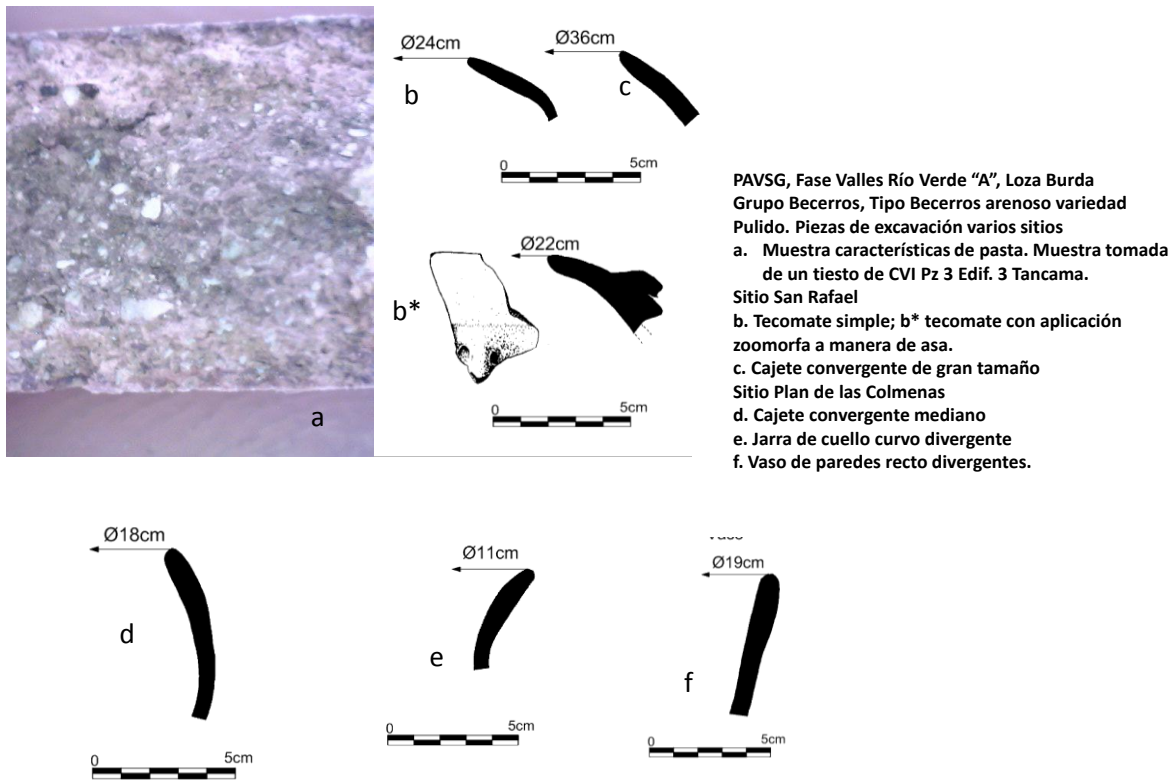 Ø24cm
Ø36cm
b
c
0 5cm
Ø22cm
b*
0 5cm
a
PAVSG, Fase Valles Río Verde “A”, Loza Burda
Grupo Becerros, Tipo Becerros arenoso variedad
Pulido. Piezas de excavación varios sitios
a. Muestra características de pasta. Muestra tomada
de un tiesto de CVI Pz 3 Edif. 3 Tancama.
Sitio San Rafael
b. Tecomate simple; b* tecomate con aplicación
zoomorfa a manera de asa.
c. Cajete convergente de gran tamaño
Sitio Plan de las Colmenas
d. Cajete convergente mediano
e. Jarra de cuello curvo divergente
f. Vaso de paredes recto divergentes.
Ø18cm
d
0 5cm
Ø11cm
e
0 5cm
Ø19cm
f
0 5cm